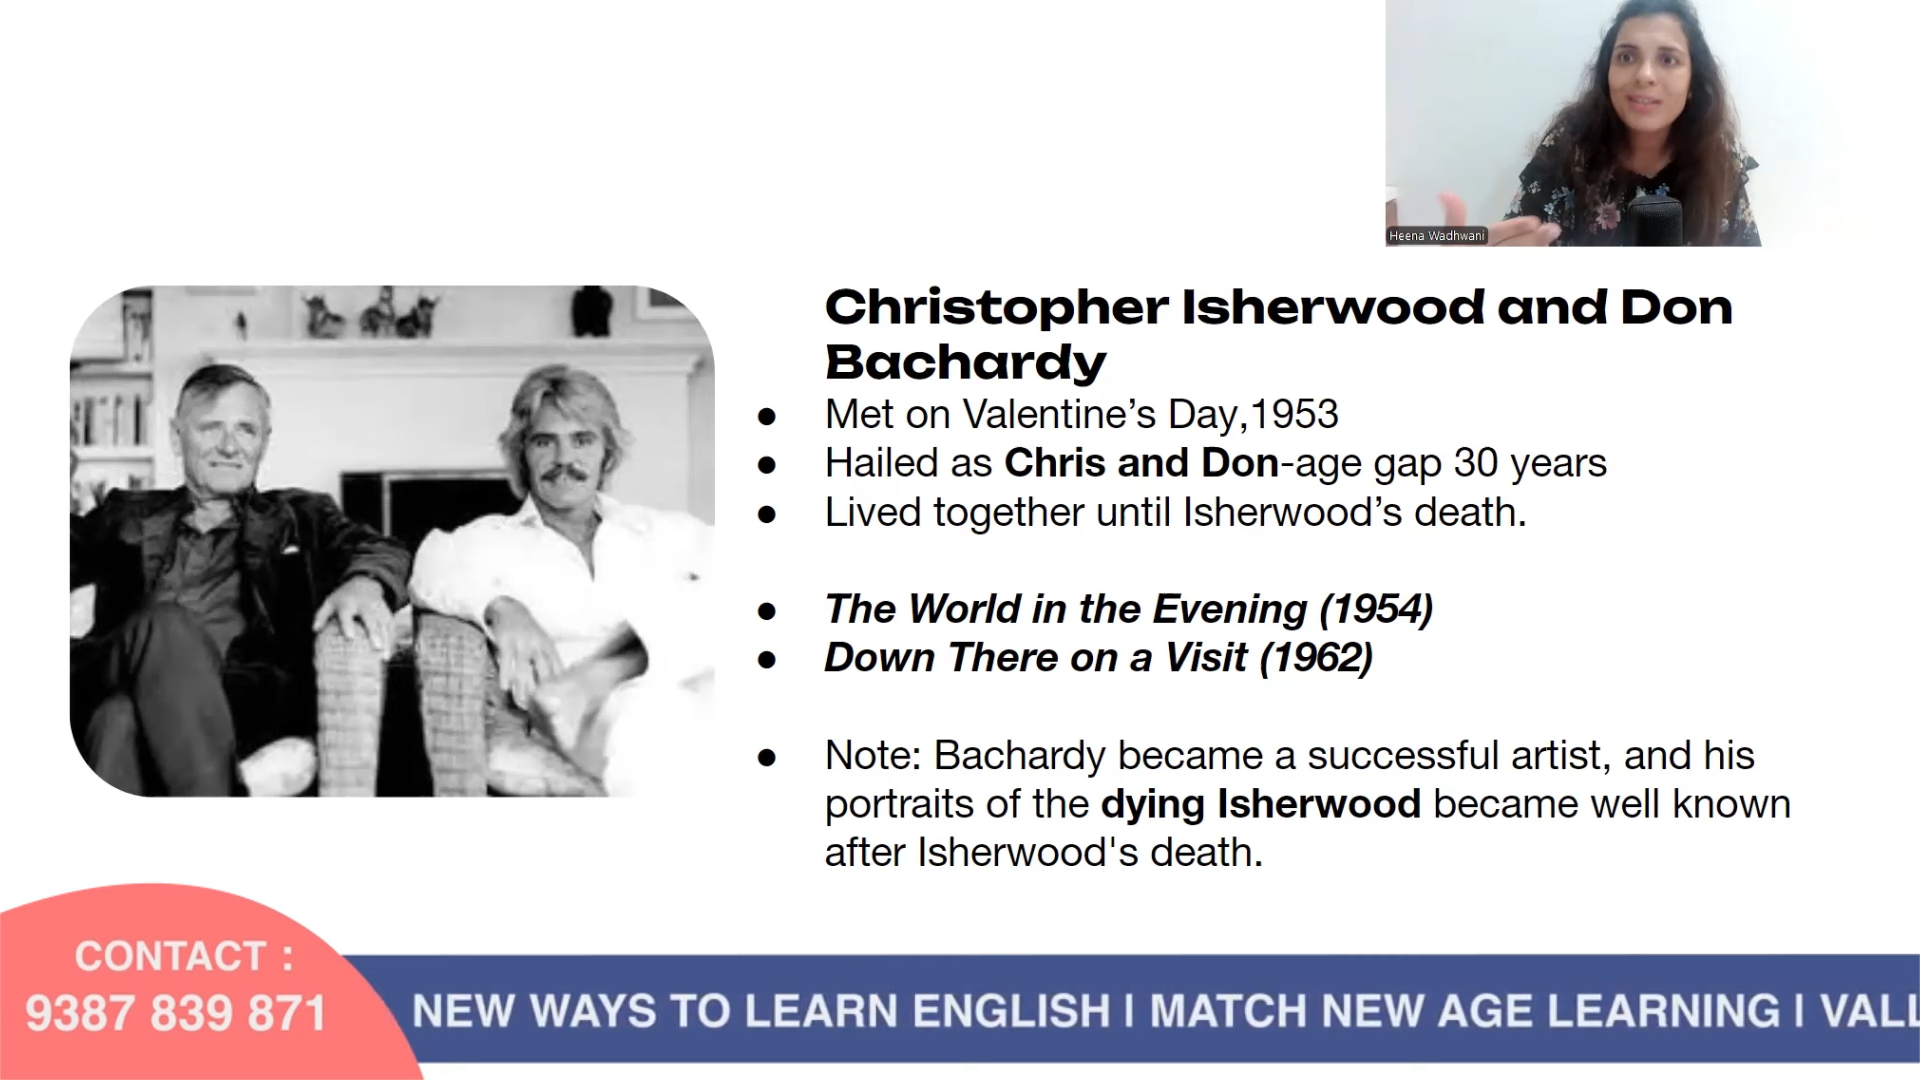 Heena Wadhwani
Christopher Isherwood and Don
Bachardy
● Met on Valentine’s Day,1953
● Hailed as Chris and Don-age gap 30 years
● Lived together until Isherwood’s death.
● The World in the Evening (1954)
● Down There on a Visit (1962)
● Note: Bachardy became a successful artist, and his
portraits of the dying Isherwood became well known
after Isherwood's death.
CONTACT :
9387 839 871
NEW WAYS TO LEARN ENGLISH | MATCH NEW AGE LEARNING | VALL